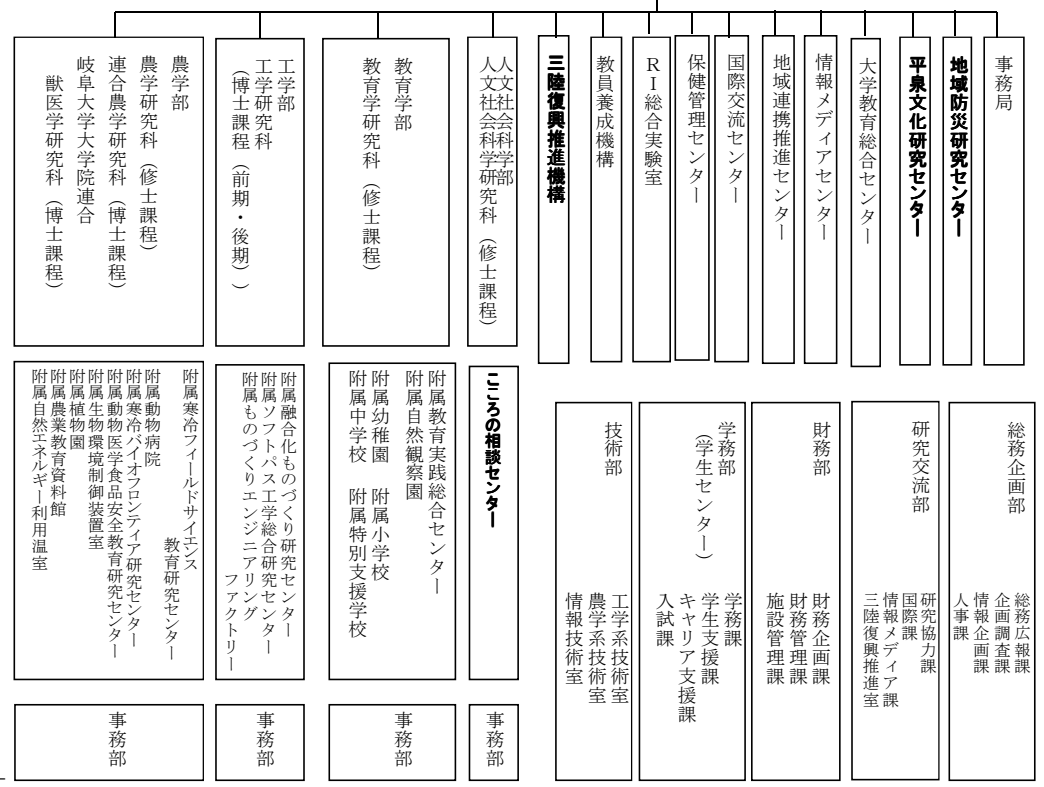 事務局
地域防災研究センター
平泉文化研究センター
大学教育総合センター
情報メディアセンター
地域連携推進センター
国際交流センター
保健管理センター
RI総合実験室
教員養成機構
三陸復興推進機構
人文社会科学部
人文社会科学研究科（修士課程）
教育学部
教育学研究科（修士課程）
工学部
工学研究科
（博士課程（前期・後期））
農学部
農学研究科（修士課程）
連合農学研究科（博士課程）
岐阜大学大学院連合
獣医学研究科（博士課程）
総務企画部
総務広報課
企画調査課
情報企画課
人事課
研究交流部
研究協力課
国際課
情報メディア課
三陸復興推進室
財務部
財務企画課
財務管理課
施設管理課
学務部
（学生センター）
学務課
学生支援課
キャリア支援課
入試課
技術部
工学系技術室
農学系技術室
情報技術室
こころの相談センター
附属教育実践総合センター
附属自然観察園
附属幼稚園　附属小学校
附属中学校　附属特別支援学校
附属融合化ものづくり研究センター
附属ソフトパス工学総合研究センター
附属ものづくりエンジニアリング
ファクトリー
附属寒冷フィールドサイエンス
教育研究センター
附属動物病院
附属寒冷バイオフロンティア研究センター
附属動物医学食品安全教育研究センター
附属生物環境制御装置室
附属植物園
附属農業教育資料館
附属自然エネルギー利用温室
事務部
事務部
事務部
事務部